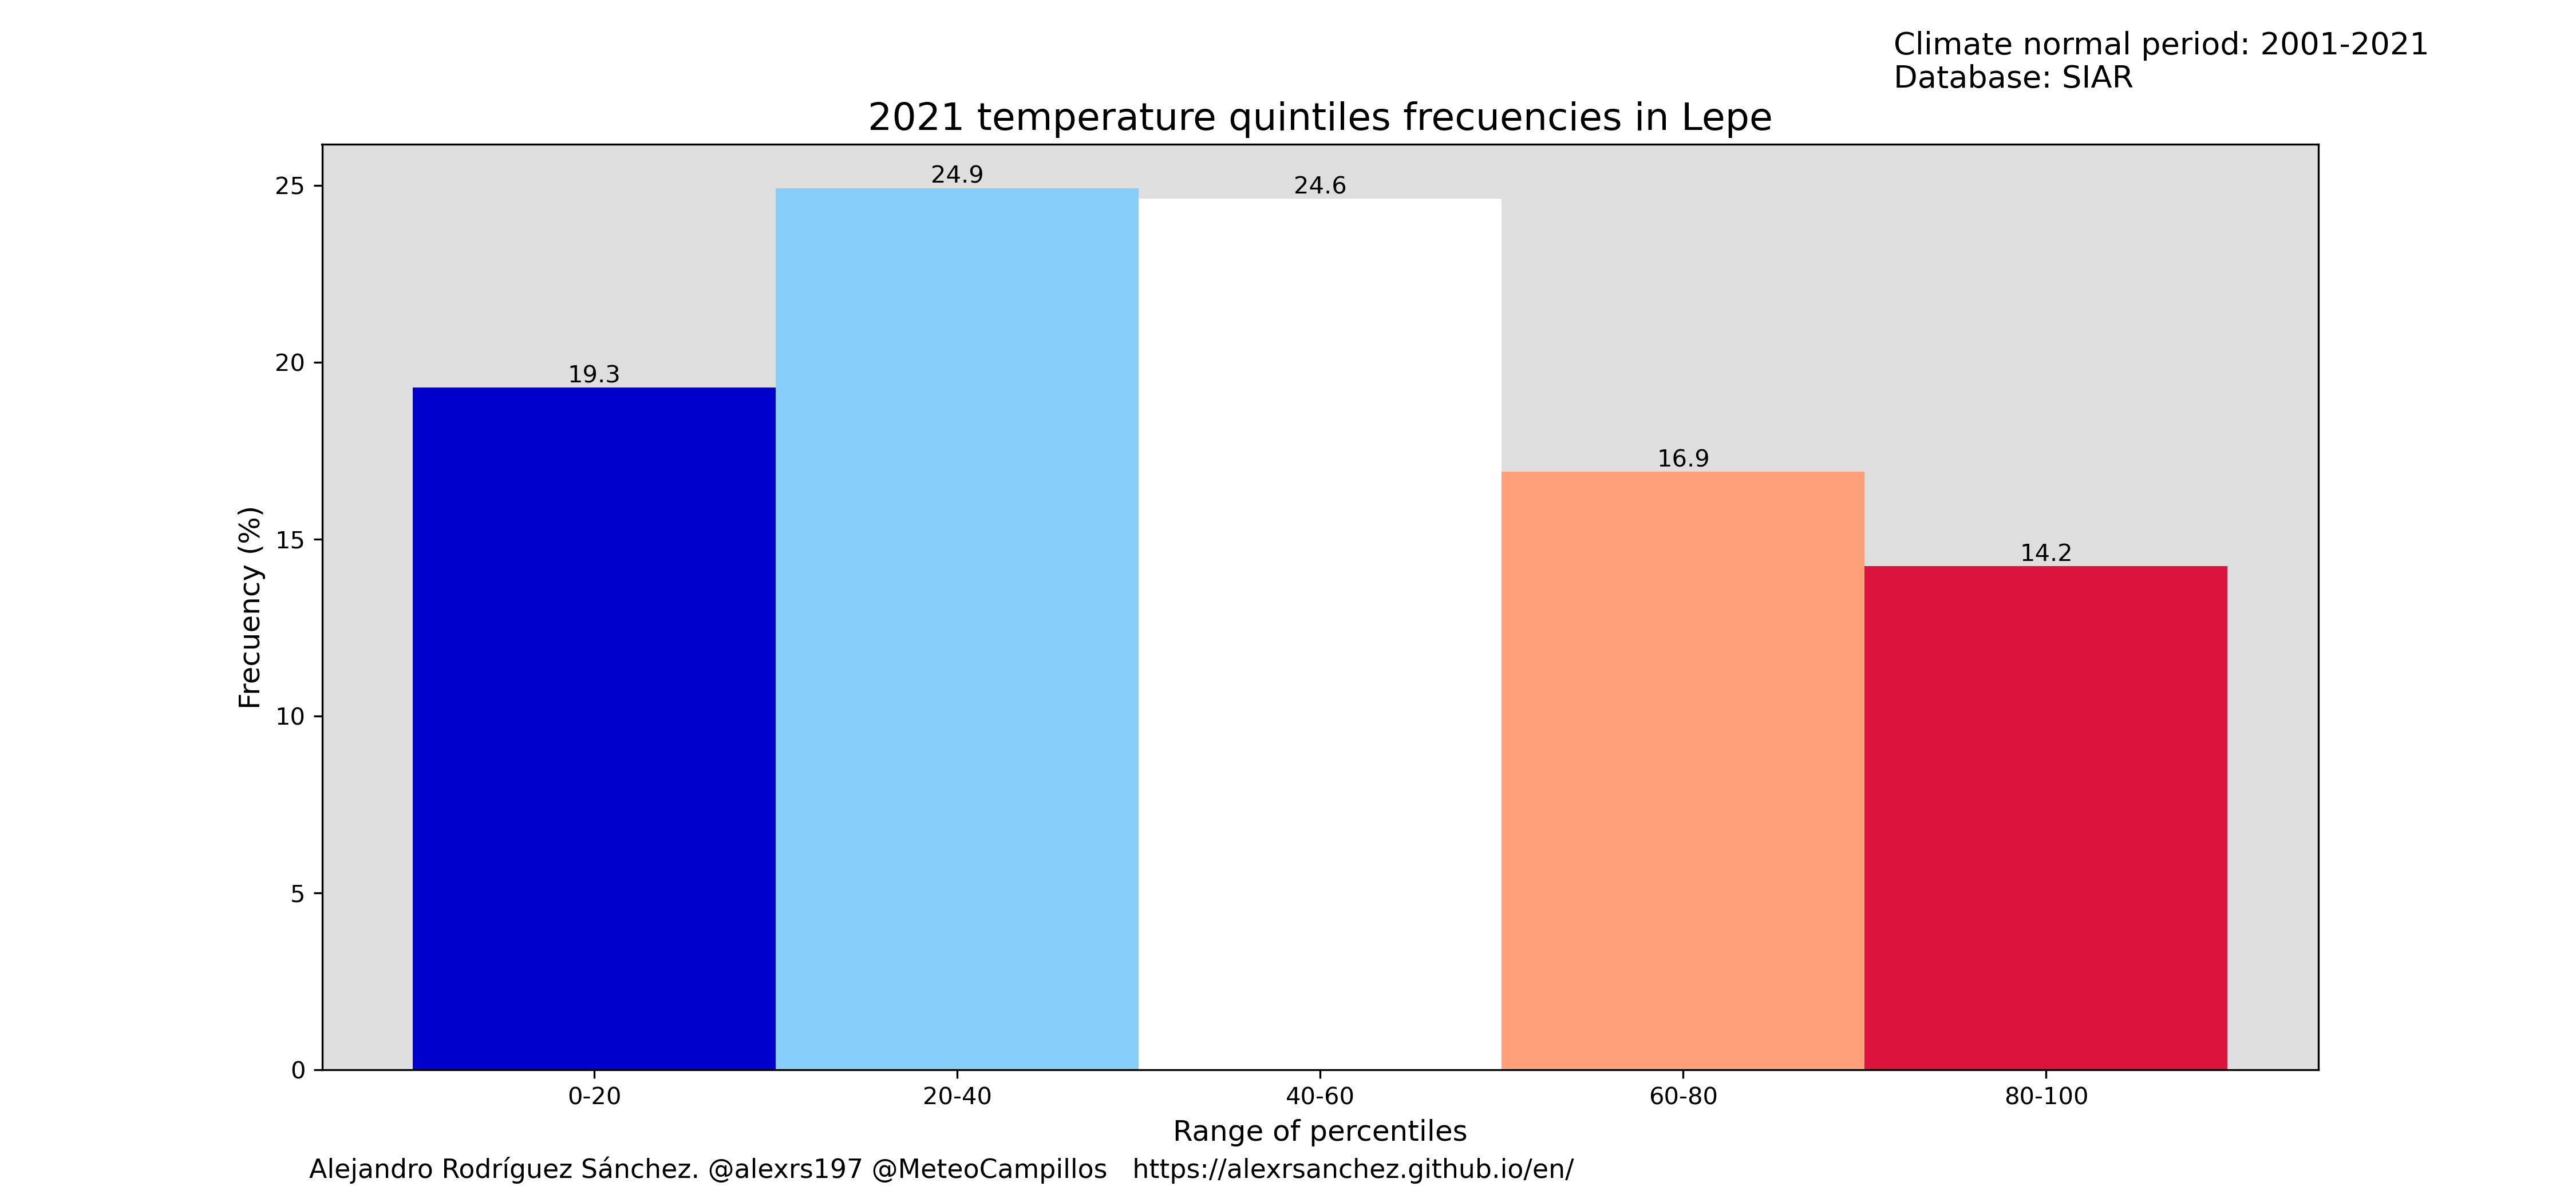 Climate normal period: 2001-2021
Database: SIAR
2021 temperature quintiles frecuencies in Lepe
Frecuency (%)
25
20
15
10
5
0
19.3
24.9
24.6
16.9
14.2
0-20
20-40
40-60
60-80
80-100
Range of percentiles
Alejandro Rodríguez Sánchez. @alexrs197 @MeteoCampillos https://alexrsanchez.github.io/en/